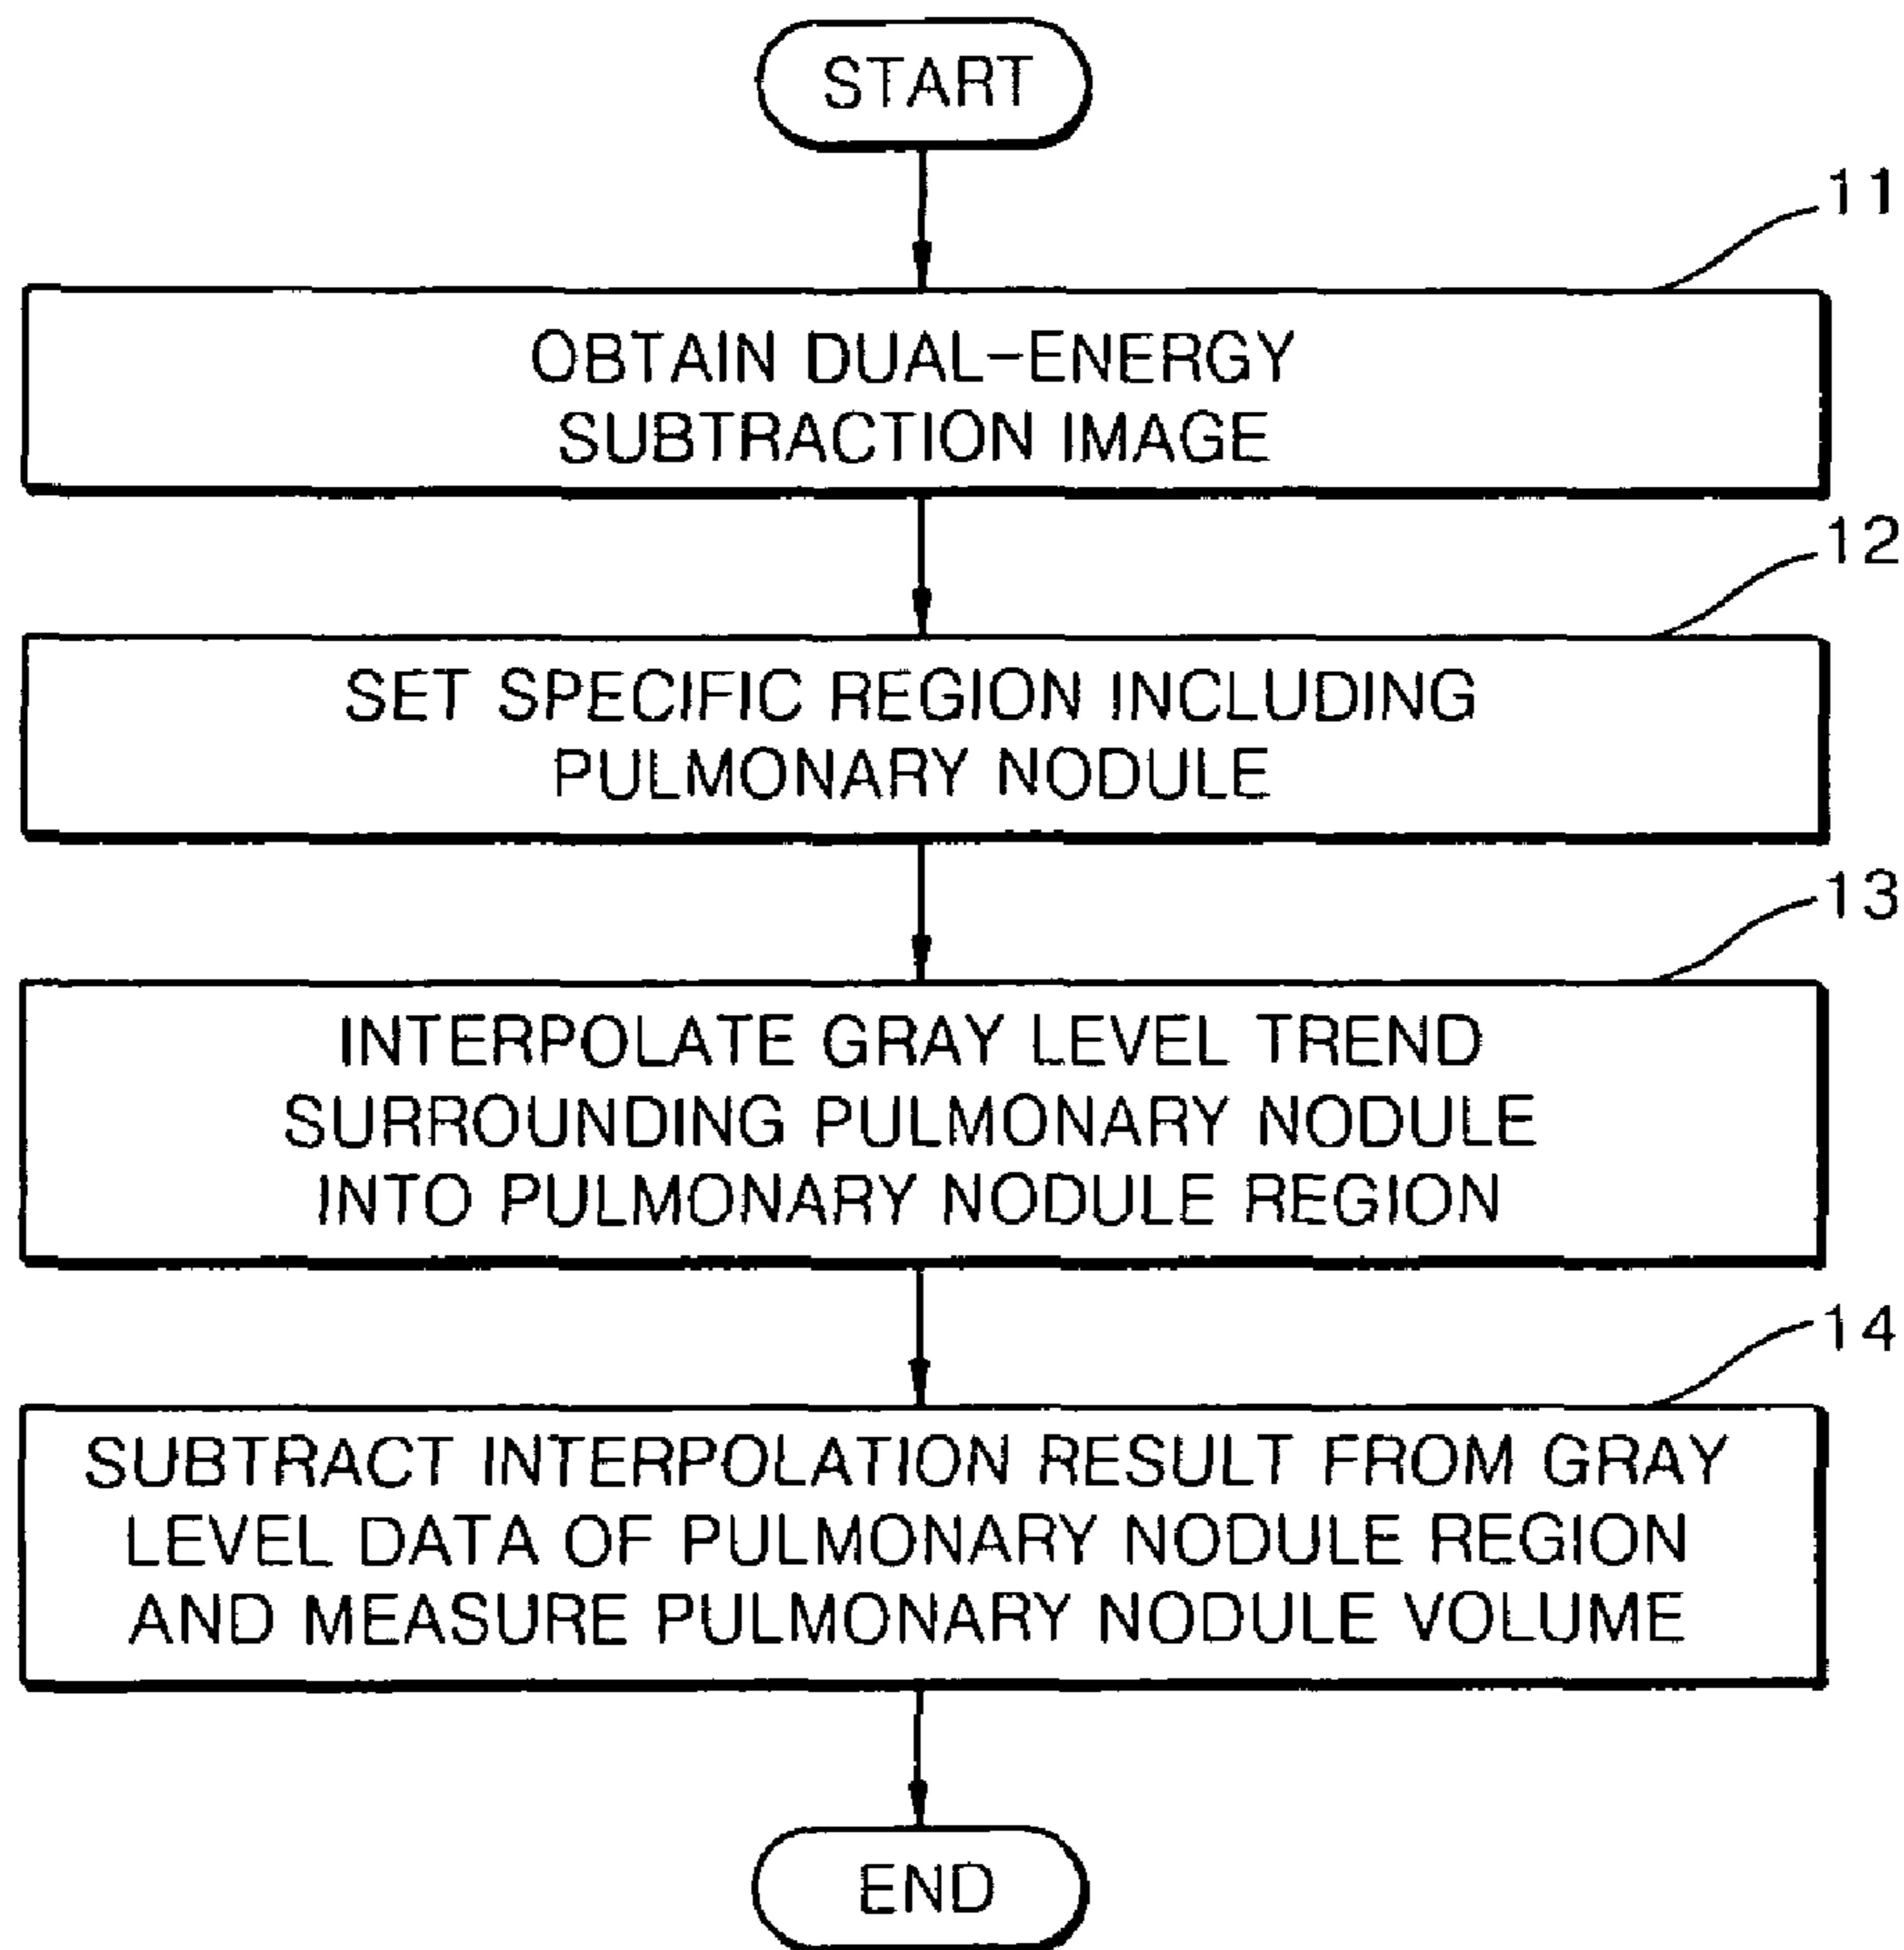 START
11
OBTAIN DUAL-ENERGY
SUBTRACTION IMAGE
12
SET SPECIFIC REGION INCLUDING
PULMONARY NODULE
13
INTERPOLATE GRAY LEVEL TREND
SURROUNDING PULMONARY NODULE
INTO PULMONARY NODULE REGION
14
SUBTRACT INTERPOLATION RESULT FROM GRAY
LEVEL DATA OF PULMONARY NODULE REGION
AND MEASURE PULMONARY NODULE VOLUME
END